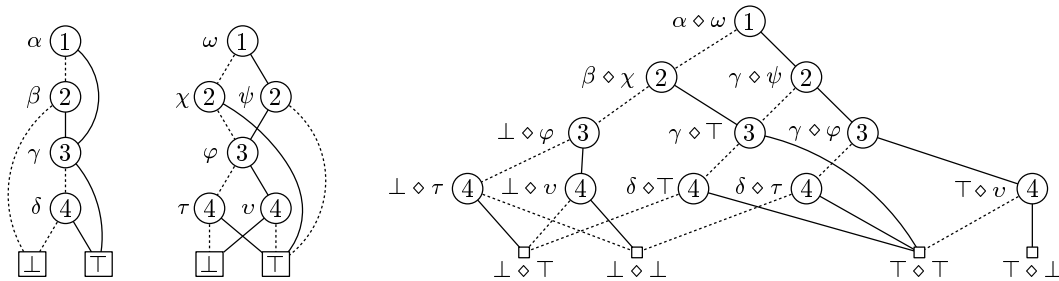 α ⋄ ω 1
α 1 ω 1
β ⋄ χ 2 γ ⋄ ψ 2
β 2 χ 2 ψ 2
⊥ ⋄ φ 3 γ ⋄ ⊤ 3 γ ⋄ φ 3
γ 3 φ 3
⊥ ⋄ τ 4 ⊥ ⋄ υ 4 δ ⋄ ⊤ 4 δ ⋄ τ 4 ⊤ ⋄ υ 4
δ 4 τ 4 υ 4
⊥ ⊤ ⊥ ⊤
⊥ ⋄ ⊤ ⊥ ⋄ ⊥ ⊤ ⋄ ⊤ ⊤ ⋄ ⊥